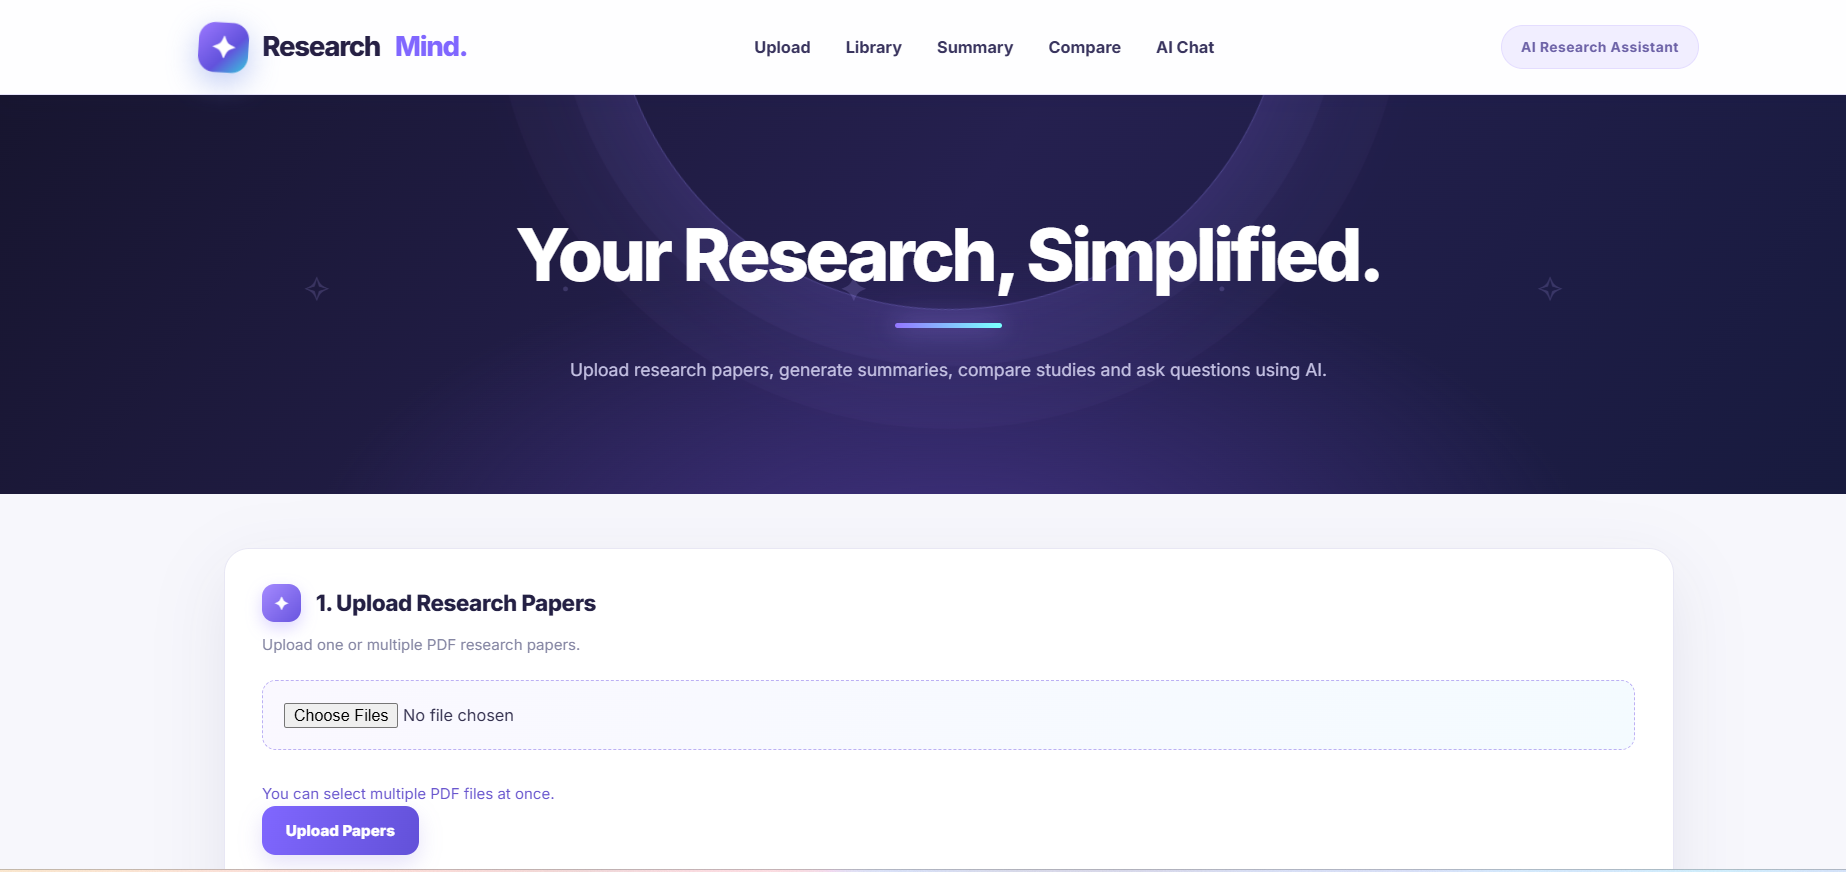 Research Mind.
Upload
Library
Summary
Compare
AI Chat
AI Research Assistant
Your Research, Simplified.
Upload research papers, generate summaries, compare studies and ask questions using AI.
1. Upload Research Papers
Upload one or multiple PDF research papers.
Choose Files No file chosen
You can select multiple PDF files at once.
Upload Papers